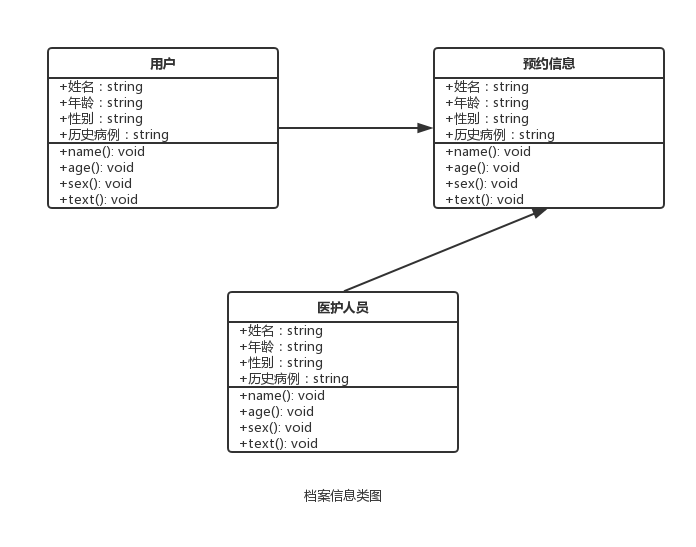 用户
+姓名：string
+年龄：string
+性别：string
+历史病例：string
+name(): void
+age(): void
+sex(): void
+text(): void
预约信息
+姓名：string
+年龄：string
+性别：string
+历史病例：string
+name(): void
+age(): void
+sex(): void
+text(): void
医护人员
+姓名：string
+年龄：string
+性别：string
+历史病例：string
+name(): void
+age(): void
+sex(): void
+text(): void
档案信息类图